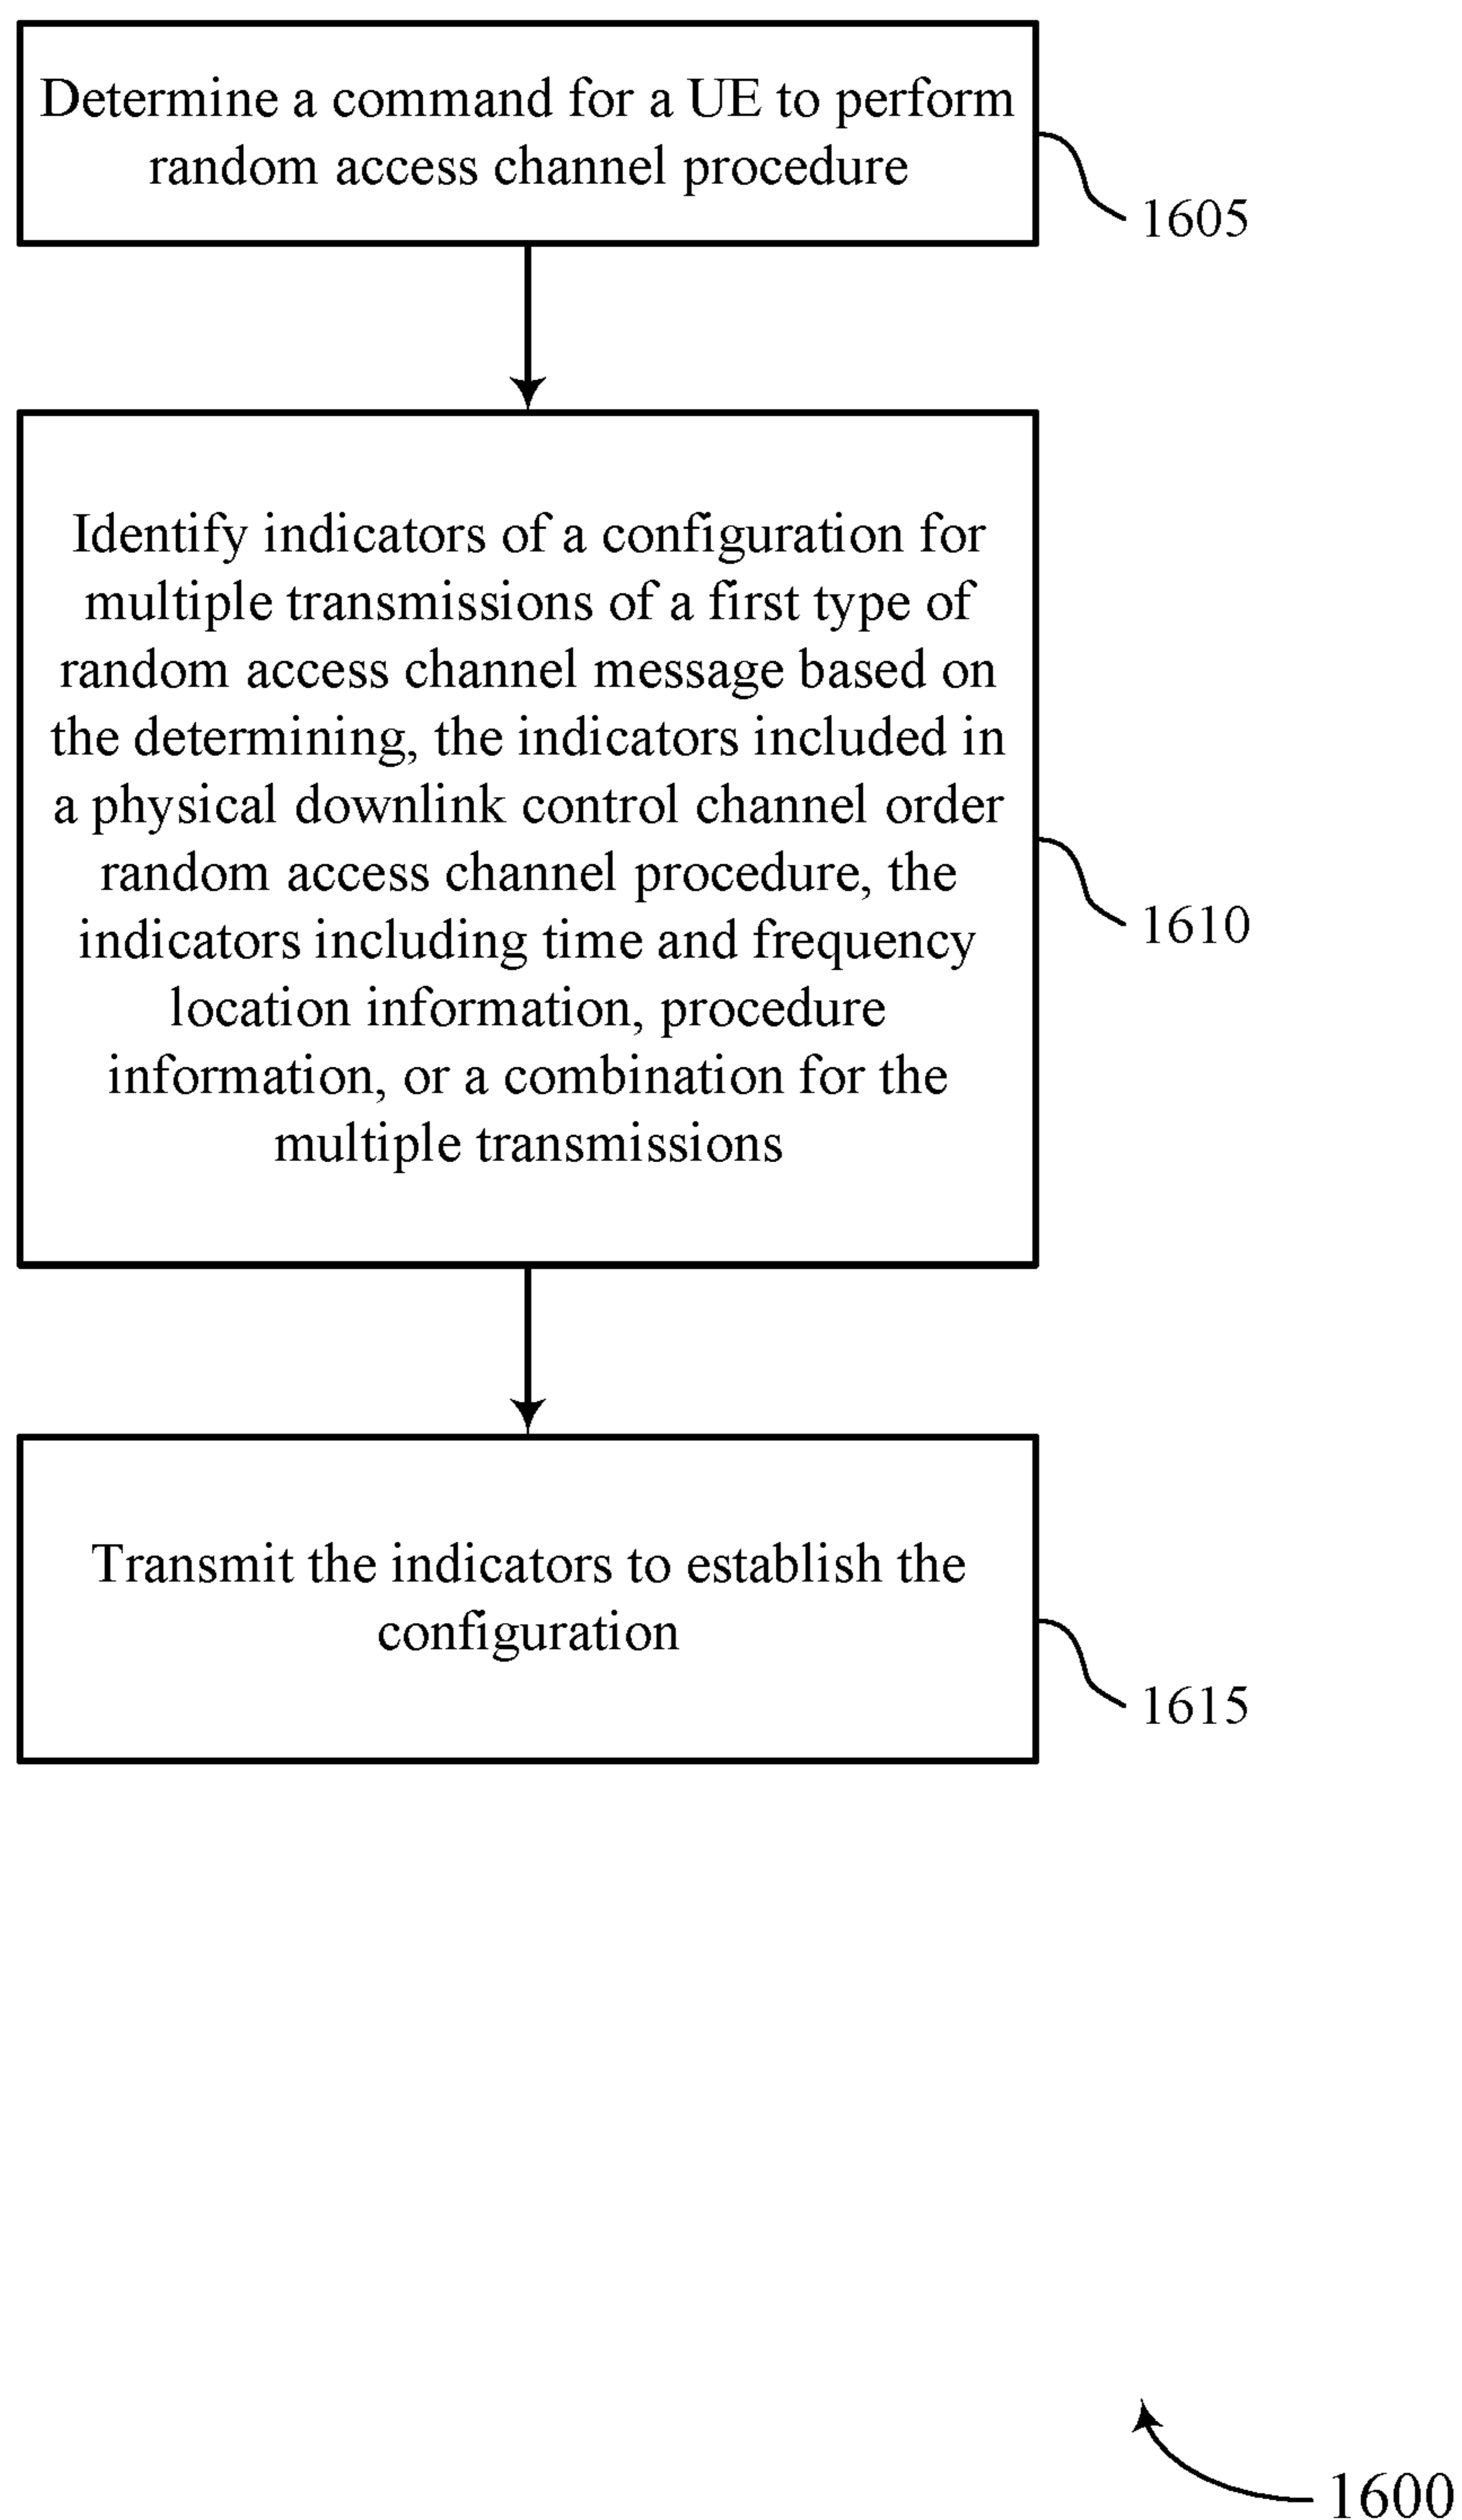 Determine a command for a UE to perform
random access channel procedure
1605
Identify indicators of a configuration for
multiple transmissions of a first type of
random access channel message based on
the determining, the indicators included in
a physical downlink control channel order
random access channel procedure, the
indicators including time and frequency
location information, procedure
information, or a combination for the
multiple transmissions
1610
Transmit the indicators to establish the
configuration
1615
1600